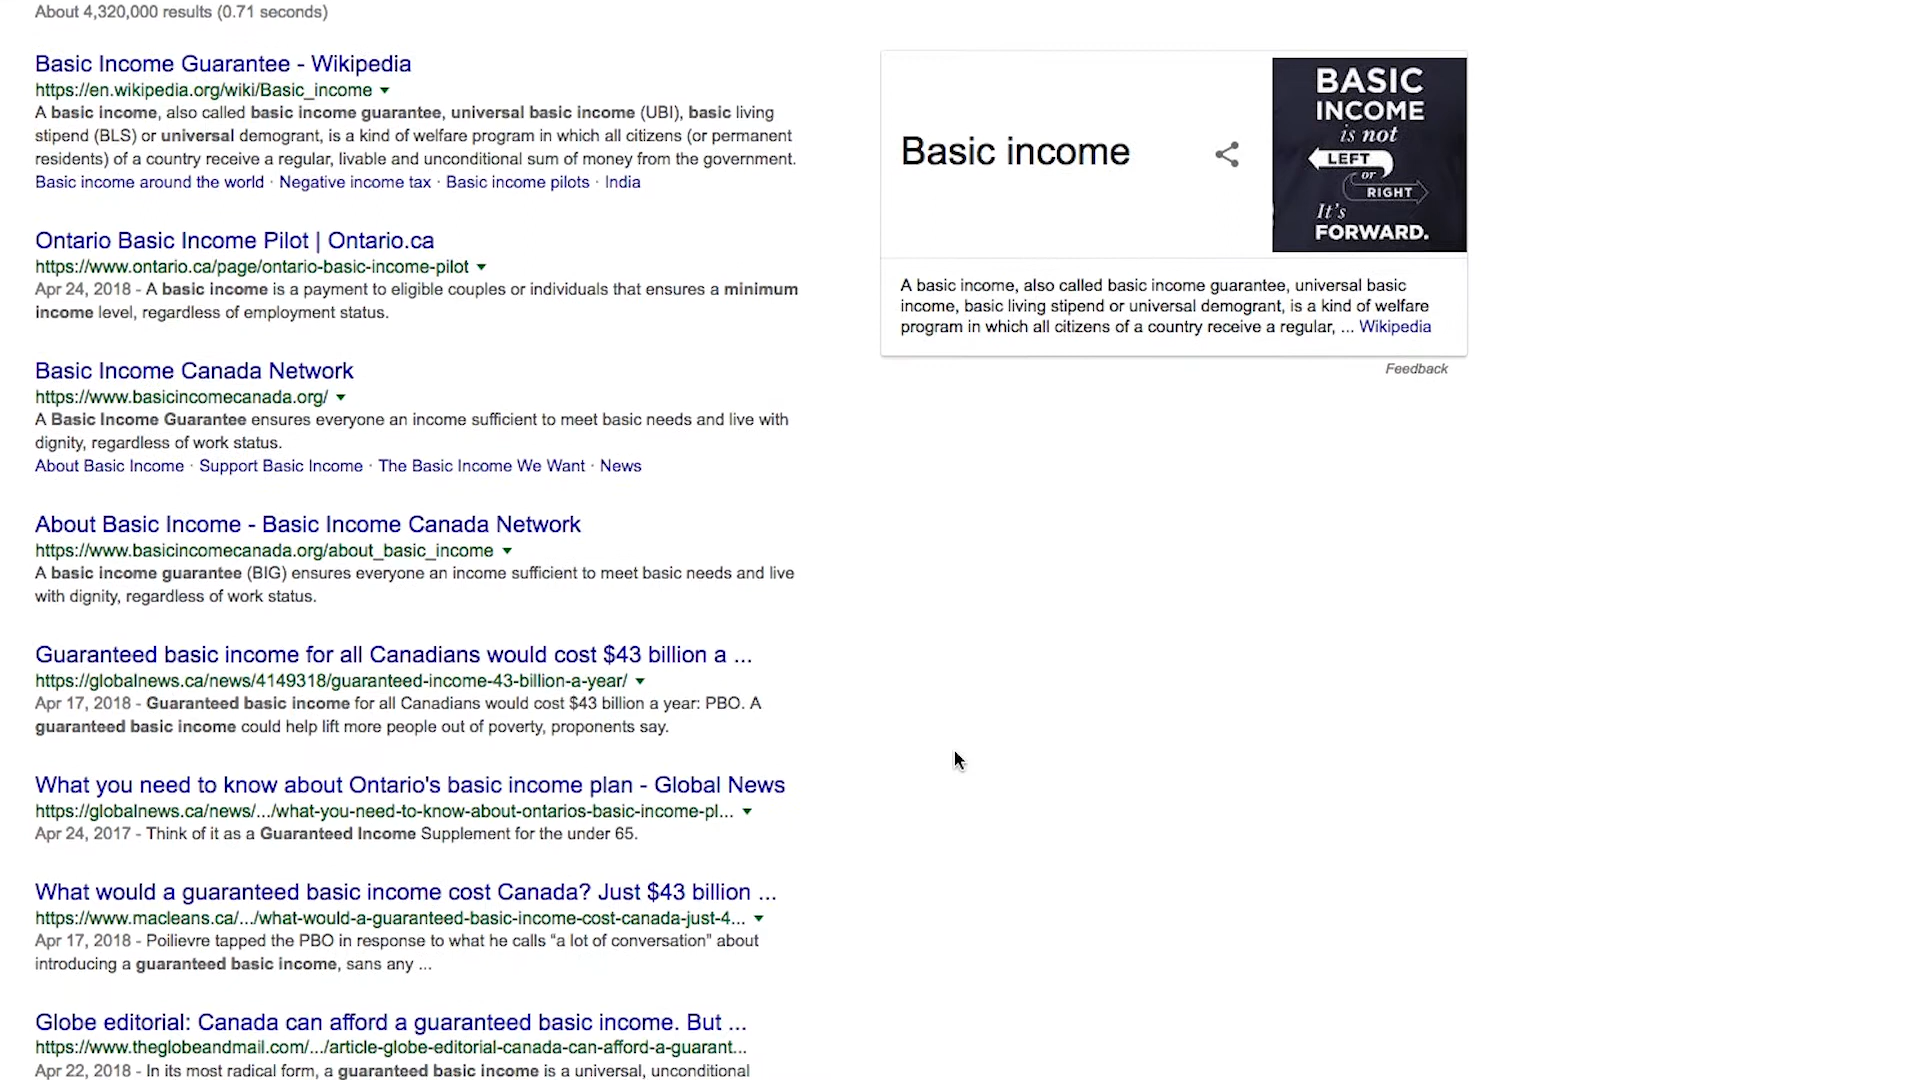 About 4,320,000 results (0.71 seconds)
Basic Income Guarantee - Wikipedia
https://en.wikipedia.org/wiki/Basic_income
A basic income, also called basic income guarantee, universal basic income (UBI), basic living
stipend (BLS) or universal demogrant, is a kind of welfare program in which all citizens (or permanent
residents) of a country receive a regular, livable and unconditional sum of money from the government.
Basic income around the world · Negative income tax · Basic income pilots · India
Ontario Basic Income Pilot | Ontario.ca
https://www.ontario.ca/page/ontario-basic-income-pilot
Apr 24, 2018 - A basic income is a payment to eligible couples or individuals that ensures a minimum
income level, regardless of employment status.
Basic Income Canada Network
https://www.basicincomecanada.org/
A Basic Income Guarantee ensures everyone an income sufficient to meet basic needs and live with
dignity, regardless of work status.
About Basic Income · Support Basic Income · The Basic Income We Want · News
About Basic Income - Basic Income Canada Network
https://www.basicincomecanada.org/about_basic_income
A basic income guarantee (BIG) ensures everyone an income sufficient to meet basic needs and live
with dignity, regardless of work status.
Guaranteed basic income for all Canadians would cost $43 billion a ...
https://globalnews.ca/news/4149318/guaranteed-income-43-billion-a-year/
Apr 17, 2018 - Guaranteed basic income for all Canadians would cost $43 billion a year: PBO. A
guaranteed basic income could help lift more people out of poverty, proponents say.
What you need to know about Ontario's basic income plan - Global News
https://globalnews.ca/news/.../what-you-need-to-know-about-ontarios-basic-income-pl...
Apr 24, 2017 - Think of it as a Guaranteed Income Supplement for the under 65.
What would a guaranteed basic income cost Canada? Just $43 billion ...
https://www.macleans.ca/.../what-would-a-guaranteed-basic-income-cost-canada-just-4...
Apr 17, 2018 - Poilievre tapped the PBO in response to what he calls “a lot of conversation” about
introducing a guaranteed basic income, sans any ...
Globe editorial: Canada can afford a guaranteed basic income. But ...
https://www.theglobeandmail.com/.../article-globe-editorial-canada-can-afford-a-guarant...
Apr 22, 2018 - In its most radical form, a guaranteed basic income is a universal, unconditional
Basic income
BASIC
INCOME
is not
LEFT
or
RIGHT
It's
FORWARD.
A basic income, also called basic income guarantee, universal basic
income, basic living stipend or universal demogrant, is a kind of welfare
program in which all citizens of a country receive a regular, ... Wikipedia
Feedback